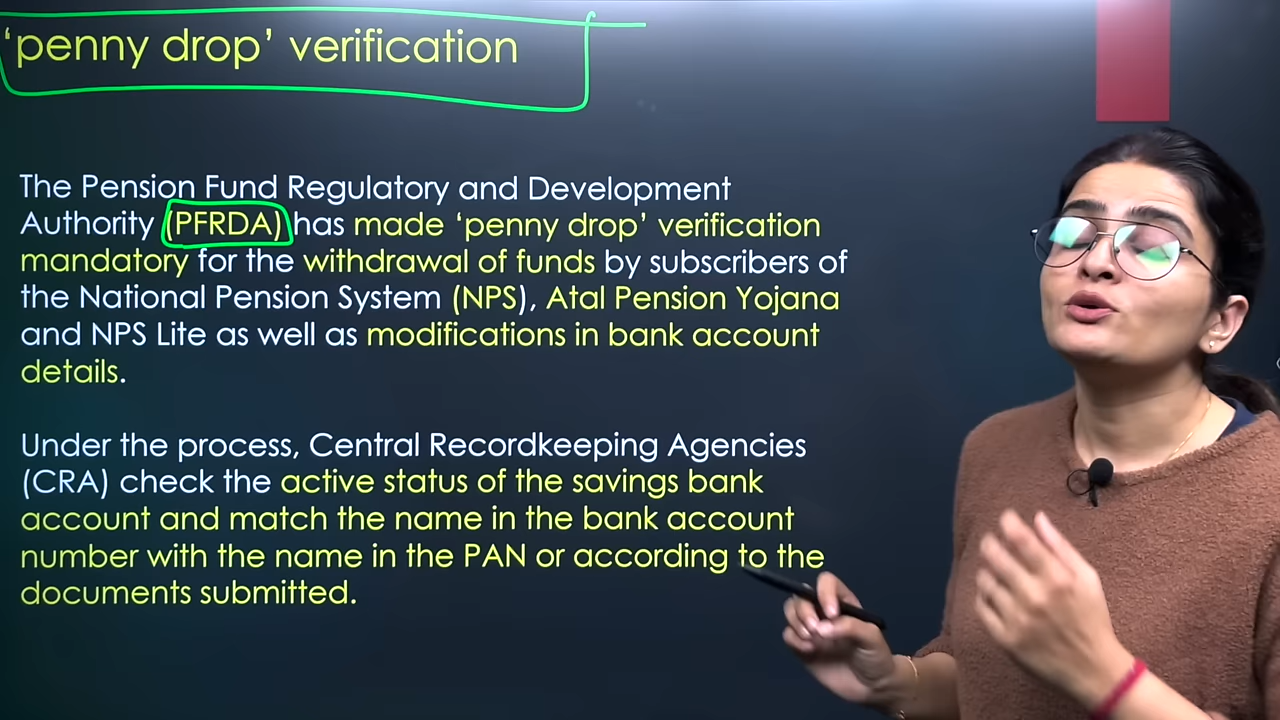 ‘penny drop’ verification
The Pension Fund Regulatory and Development
Authority (PFRDA) has made ‘penny drop’ verification
mandatory for the withdrawal of funds by subscribers of
the National Pension System (NPS), Atal Pension Yojana
and NPS Lite as well as modifications in bank account
details.
Under the process, Central Recordkeeping Agencies
(CRA) check the active status of the savings bank
account and match the name in the bank account
number with the name in the PAN or according to the
documents submitted.